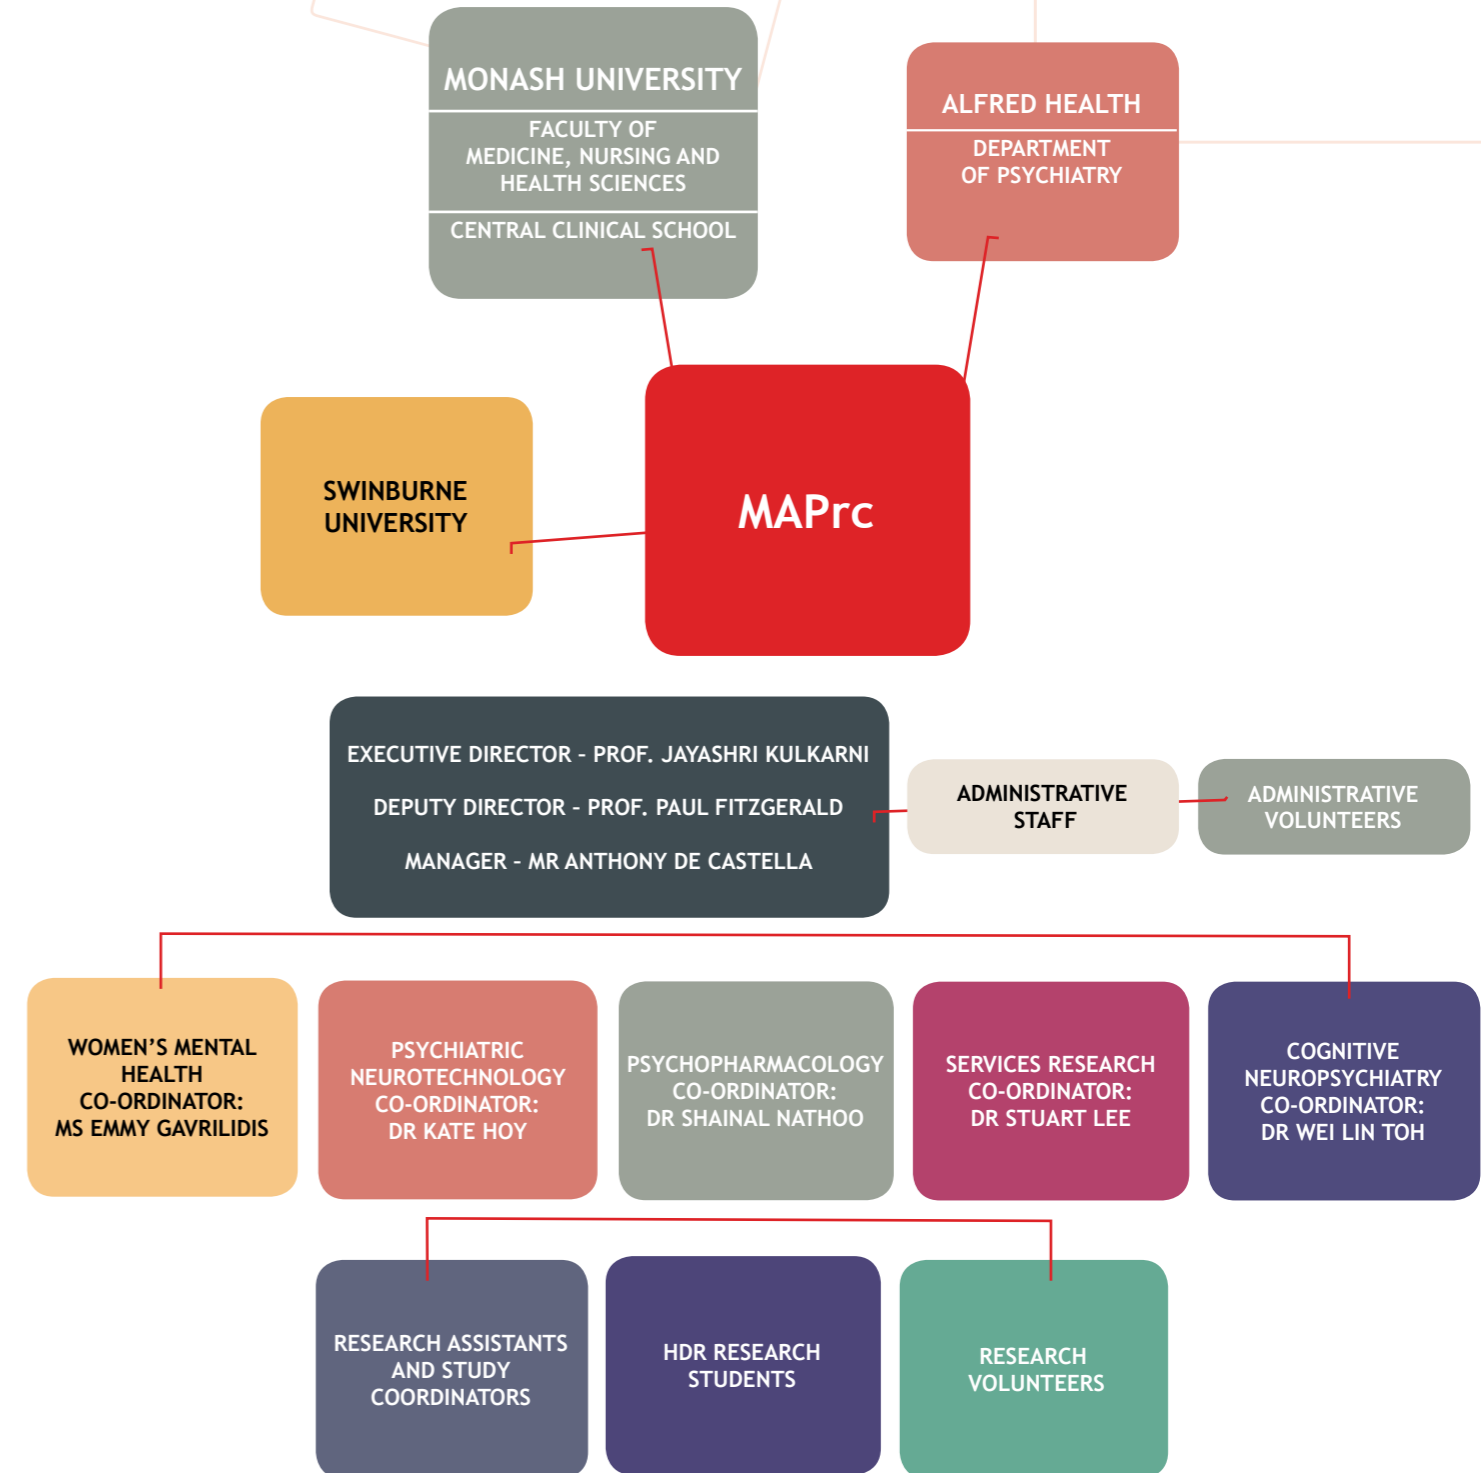 MONASH UNIVERSITY
FACULTY OF
MEDICINE, NURSING AND
HEALTH SCIENCES
CENTRAL CLINICAL SCHOOL
ALFRED HEALTH
DEPARTMENT
OF PSYCHIATRY
SWINBURNE
UNIVERSITY
MAPrc
EXECUTIVE DIRECTOR – PROF. JAYASHRI KULKARNI
DEPUTY DIRECTOR – PROF. PAUL FITZGERALD
MANAGER – MR ANTHONY DE CASTELLA
ADMINISTRATIVE
STAFF
ADMINISTRATIVE
VOLUNTEERS
WOMEN’S MENTAL
HEALTH
CO-ORDINATOR:
MS EMMY GAVRILIDIS
PSYCHIATRIC
NEUROTECHNOLOGY
CO-ORDINATOR:
DR KATE HOY
PSYCHOPHARMACOLOGY
CO-ORDINATOR:
DR SHAINAL NATHOO
SERVICES RESEARCH
CO-ORDINATOR:
DR STUART LEE
COGNITIVE
NEUROPSYCHIATRY
CO-ORDINATOR:
DR WEI LIN TOH
RESEARCH ASSISTANTS
AND STUDY
COORDINATORS
HDR RESEARCH
STUDENTS
RESEARCH
VOLUNTEERS